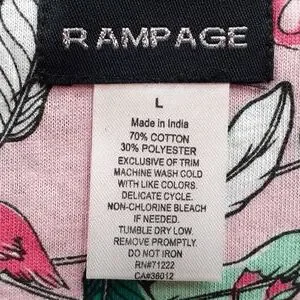 RAMPAGE
L
Made in India
70% COTTON
30% POLYESTER
EXCLUSIVE OF TRIM
MACHINE WASH COLD
WITH LIKE COLORS.
DELICATE CYCLE.
NON-CHLORINE BLEACH
IF NEEDED.
TUMBLE DRY LOW.
REMOVE PROMPTLY.
DO NOT IRON
RN#71222
CA#36012